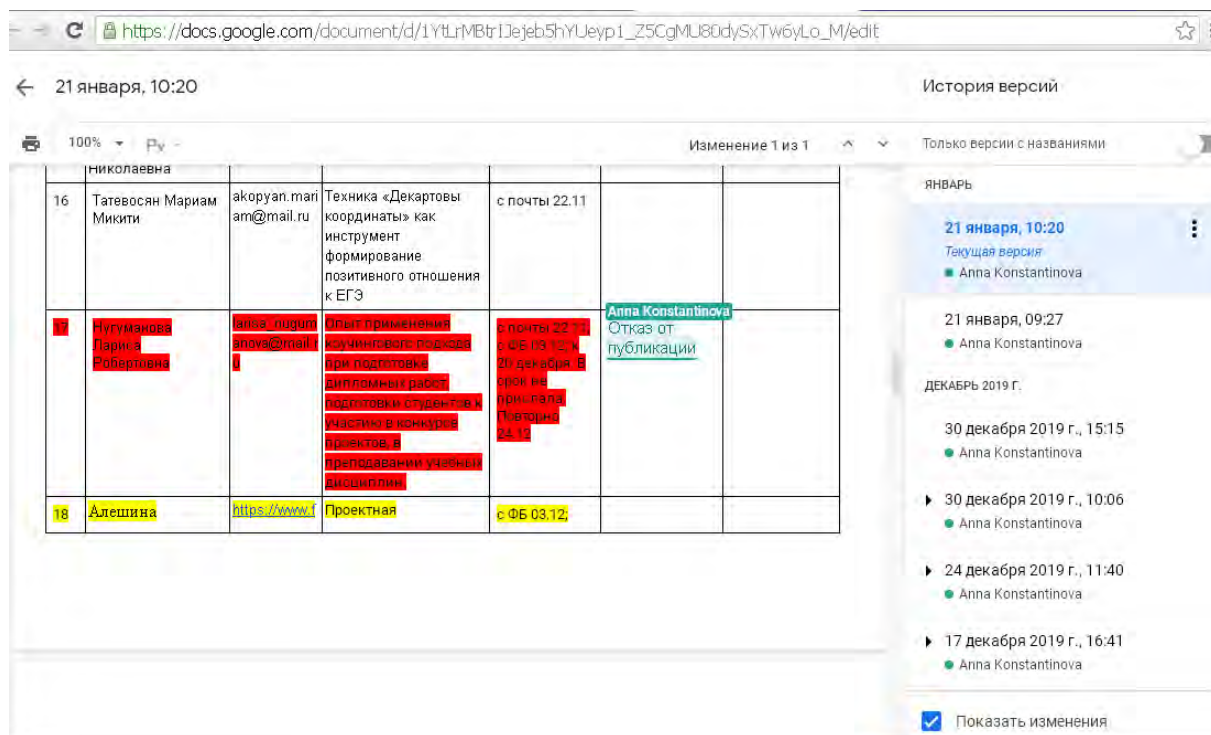 https://docs.google.com/document/d/1YtLrMBtrIJejeb5hYUeyp1_Z5CgMU80dySxTw6yLo_M/edit
21 января, 10:20
История версий
100%
Изменение 1 из 1
Только версии с названиями
Николаевна
16
Татевосян Мариам
Микити
akopyan.mari
am@mail.ru
Техника «Декартовы
координаты» как
инструмент
формирование
позитивного отношения
к ЕГЭ
с почты 22.11
17
Нугуманова
Лариса
Робертовна
larisa_nugum
anova@mail.r
u
Опыт применения
коучингового подхода
при подготовке
дипломных работ,
подготовки студентов к
участию в конкурсе
проектов, в
преподавании учебных
дисциплин.
с почты 22.11,
с ФБ 03.12, к
20 декабря. В
срок не
прислала.
Повторно
24.12
Anna Konstantinova
Отказ от
публикации
18
Алешина
https://www.f
Проектная
с ФБ 03.12;
ЯНВАРЬ
21 января, 10:20
Текущая версия
Anna Konstantinova
21 января, 09:27
Anna Konstantinova
ДЕКАБРЬ 2019 Г.
30 декабря 2019 г., 15:15
Anna Konstantinova
30 декабря 2019 г., 10:06
Anna Konstantinova
24 декабря 2019 г., 11:40
Anna Konstantinova
17 декабря 2019 г., 16:41
Anna Konstantinova
Показать изменения